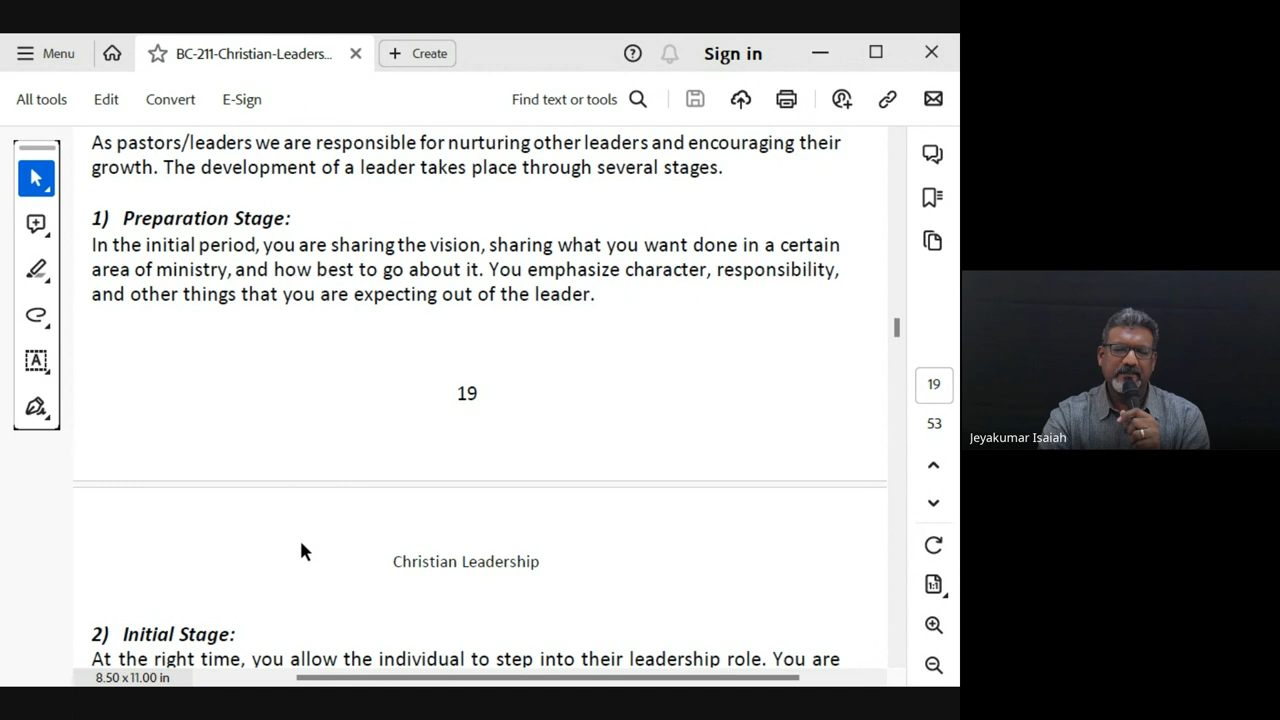 Menu
BC-211-Christian-Leaders...
Create
Sign in
All tools
Edit
Convert
E-Sign
Find text or tools
As pastors/leaders we are responsible for nurturing other leaders and encouraging their
growth. The development of a leader takes place through several stages.
1) Preparation Stage:
In the initial period, you are sharing the vision, sharing what you want done in a certain
area of ministry, and how best to go about it. You emphasize character, responsibility,
and other things that you are expecting out of the leader.
19
Christian Leadership
2) Initial Stage:
At the right time, you allow the individual to step into their leadership role. You are
8.50 x 11.00 in
19
53
1:1
Jeyakumar Isaiah